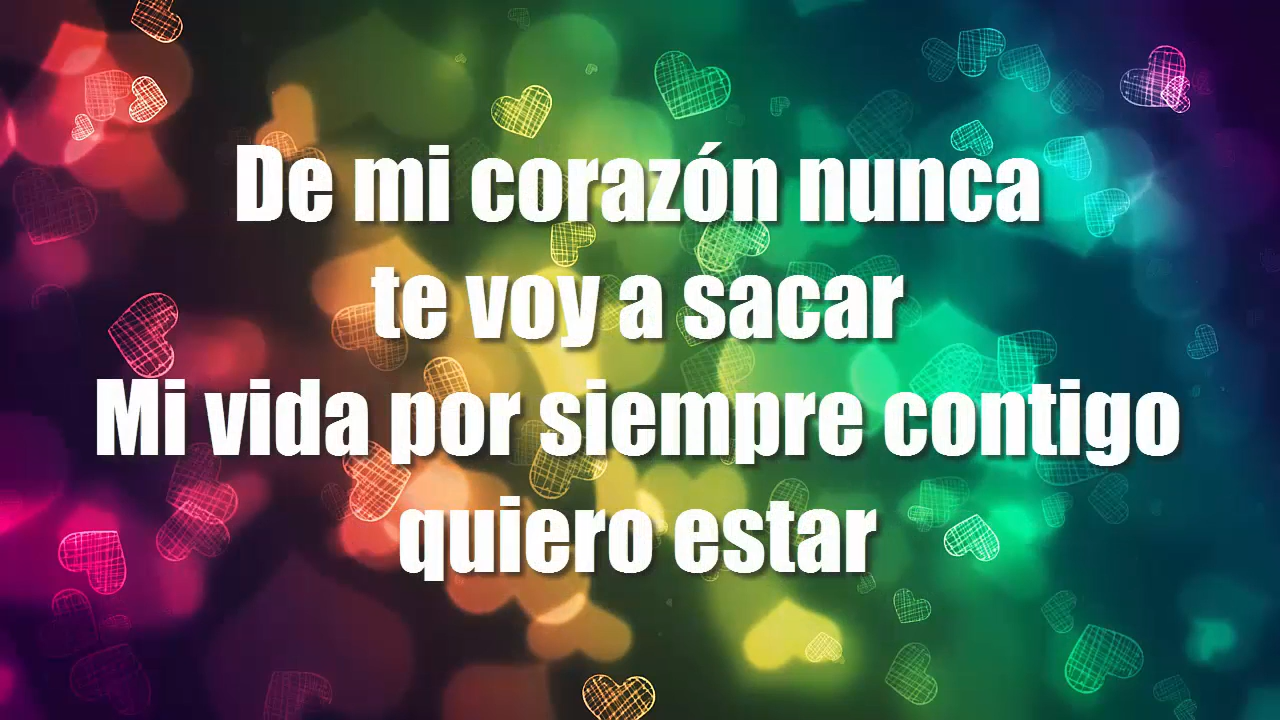 De mi corazón nunca
te voy a sacar
Mi vida por siempre contigo
quiero estar